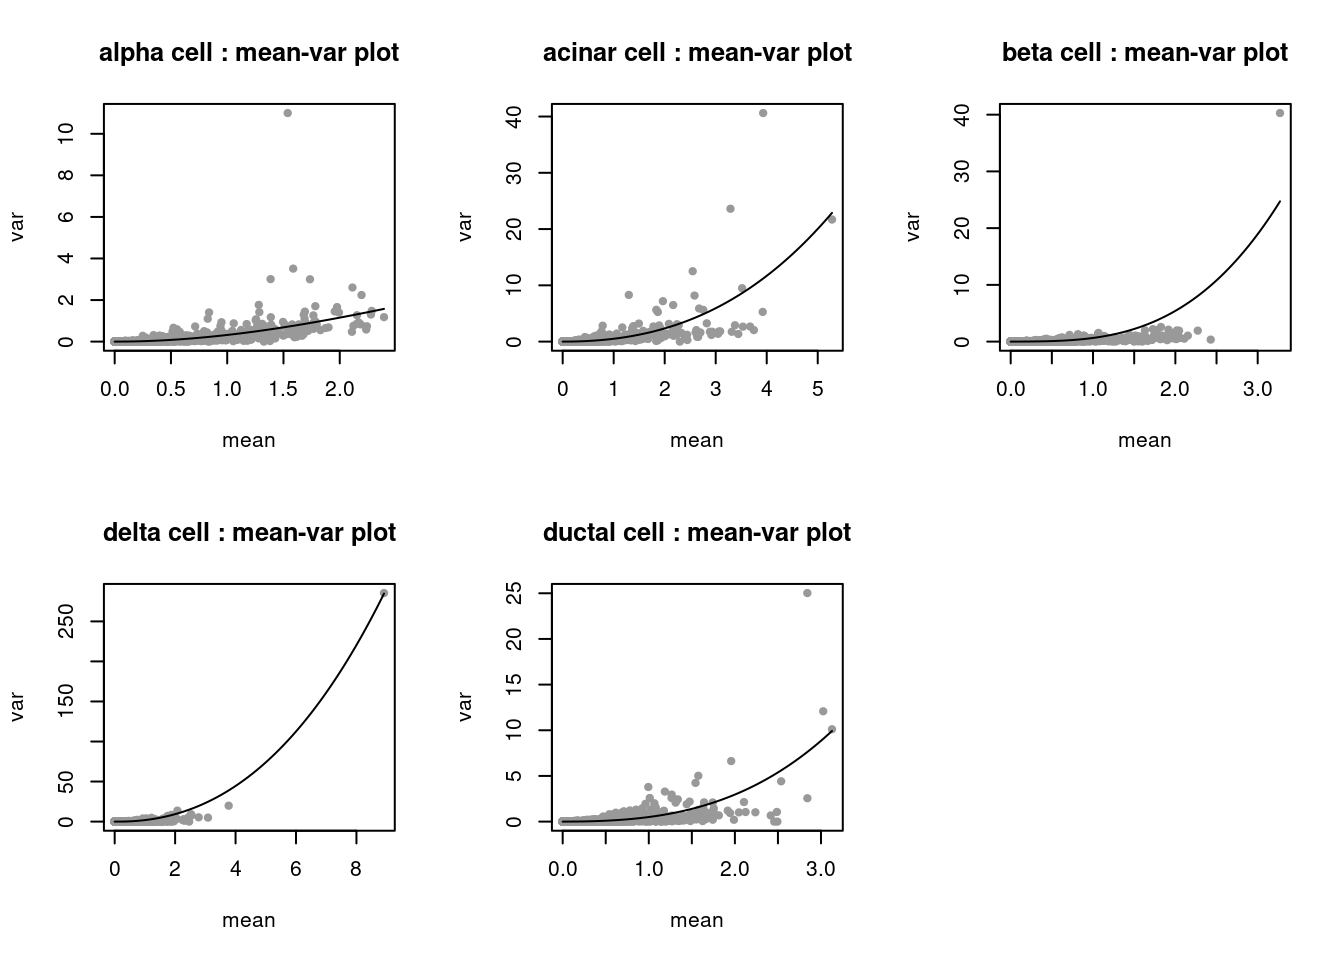 alpha cell : mean-var plot
var
0 2 4 6 8 10
0.0 0.5 1.0 1.5 2.0
mean
acinar cell : mean-var plot
var
0 10 20 30 40
0 1 2 3 4 5
mean
beta cell : mean-var plot
var
0 10 20 30 40
0.0 1.0 2.0 3.0
mean
delta cell : mean-var plot
var
0 50 150 250
0 2 4 6 8
mean
ductal cell : mean-var plot
var
0 5 10 15 20 25
0.0 1.0 2.0 3.0
mean